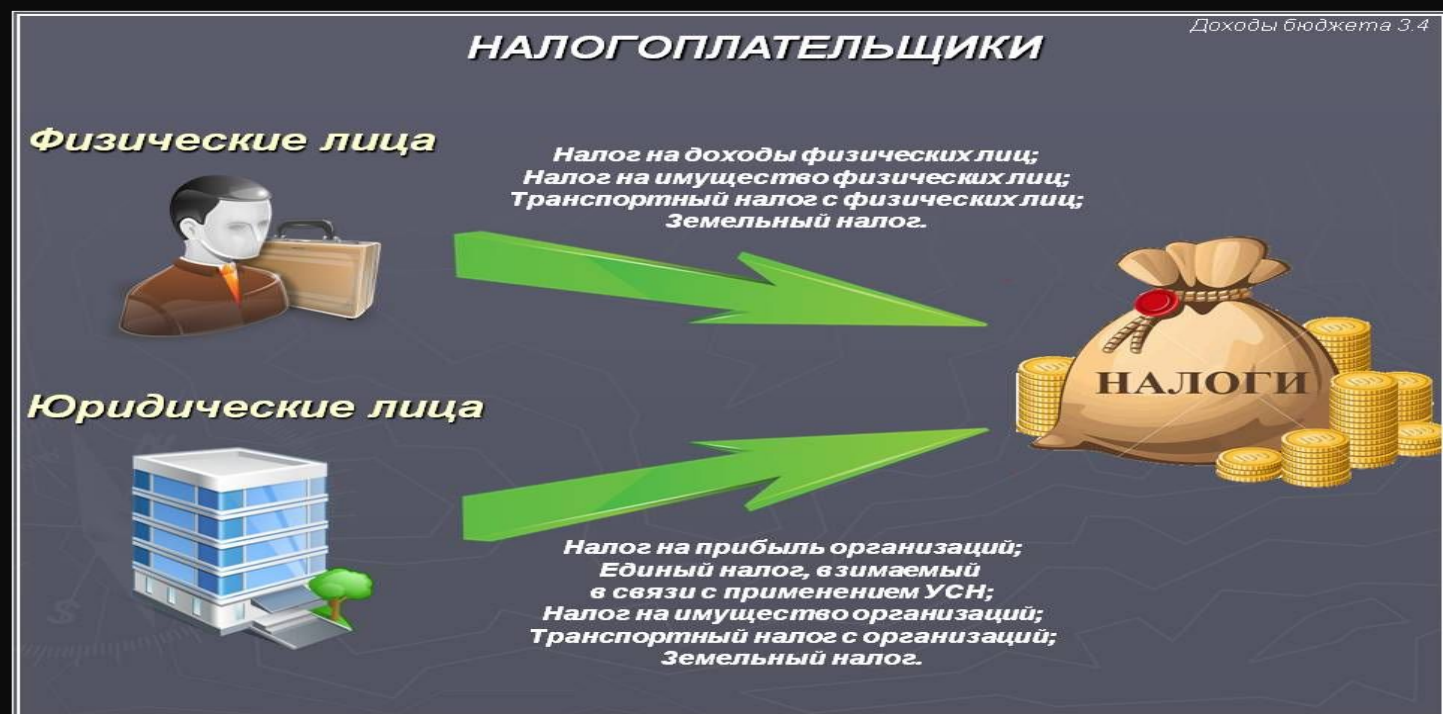 Доходы бюджета 3.4
НАЛОГОПЛАТЕЛЬЩИКИ
Физические лица
Налог на доходы физических лиц;
Налог на имущество физических лиц;
Транспортный налог с физических лиц;
Земельный налог.
НАЛОГИ
Юридические лица
Налог на прибыль организаций;
Единый налог, взимаемый
в связи с применением УСН;
Налог на имущество организаций;
Транспортный налог с организаций;
Земельный налог.